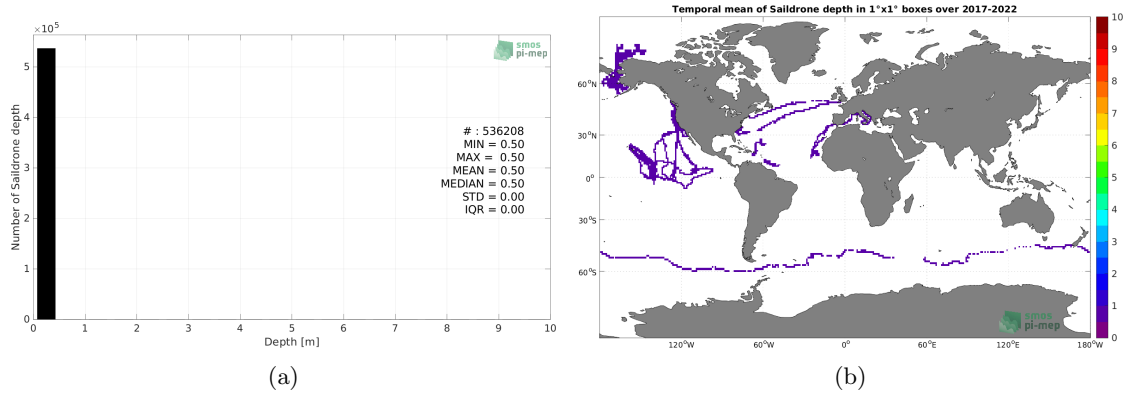 ×10⁵
5
4
3
2
1
0
Number of Saildrone depth
smos
pi-mep
# : 536208
MIN = 0.50
MAX = 0.50
MEAN = 0.50
MEDIAN = 0.50
STD = 0.00
IQR = 0.00
0 1 2 3 4 5 6 7 8 9 10
Depth [m]
(a)
Temporal mean of Saildrone depth in 1°x1° boxes over 2017-2022
60°N
30°N
0°
30°S
60°S
120°W 60°W 0° 60°E 120°E 180°W
smos
pi-mep
10
9
8
7
6
5
4
3
2
1
0
(b)